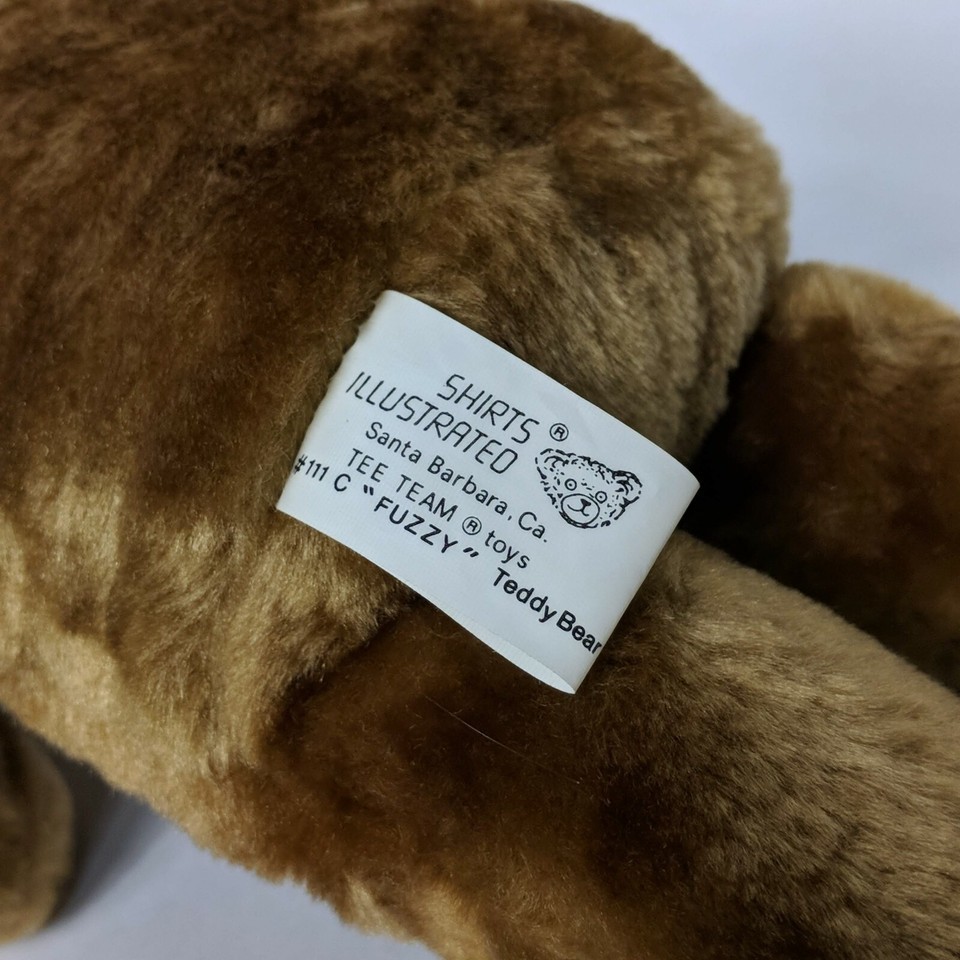 SHIRTS
ILLUSTRATED ®
Santa Barbara, Ca.
TEE TEAM ® toys
#111 C "FUZZY" Teddy Bear